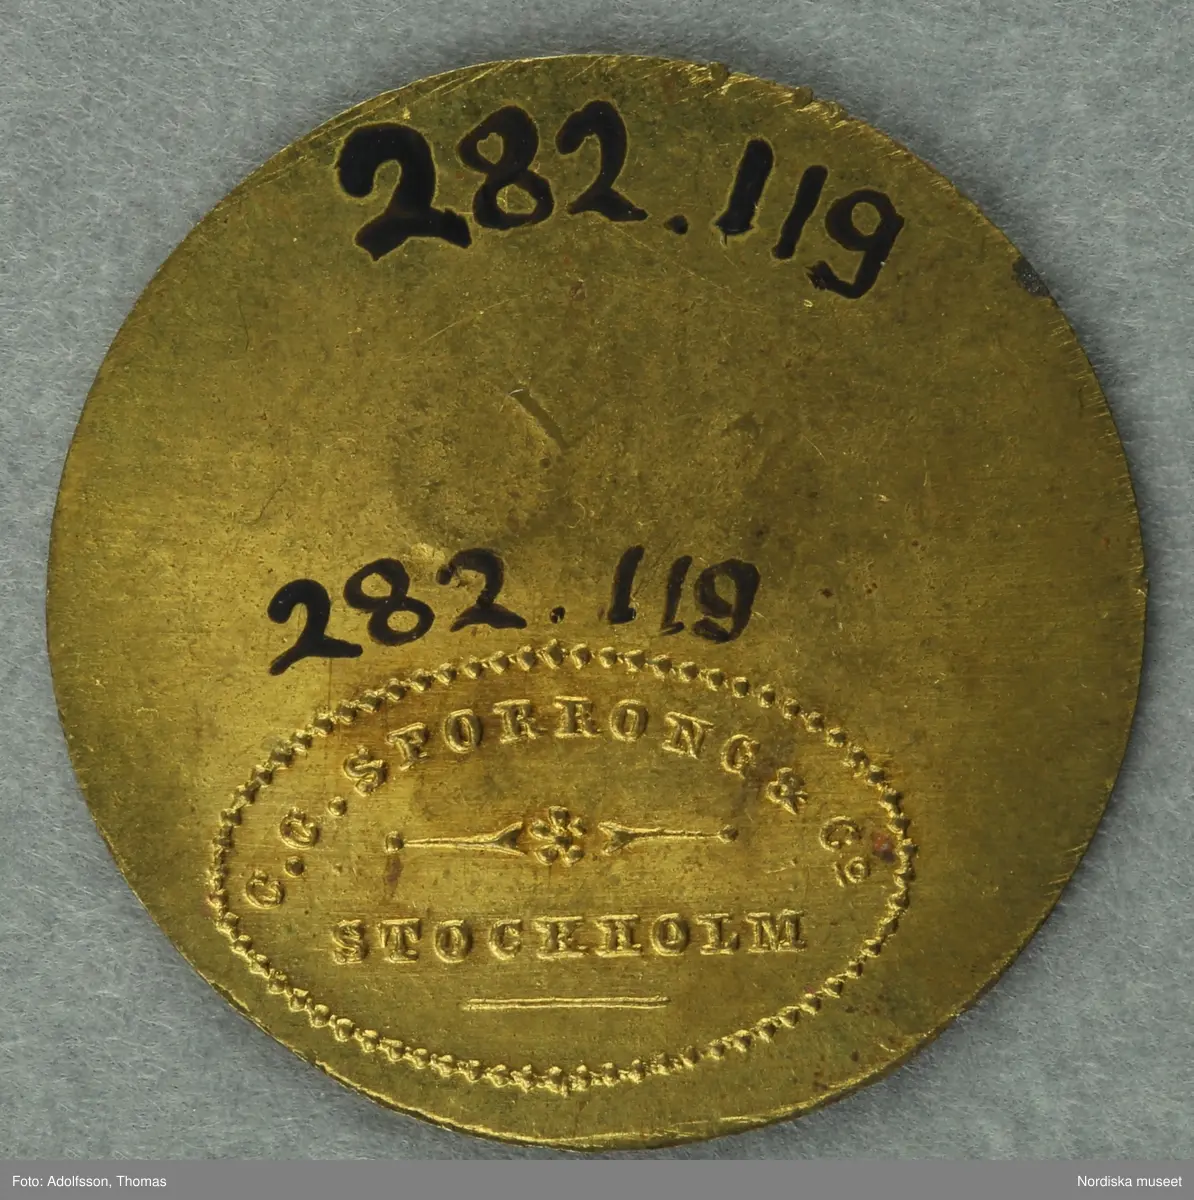 282.119
282.119
C.C. SPORRONG & Co
STOCKHOLM
Foto: Adolfsson, Thomas
Nordiska museet